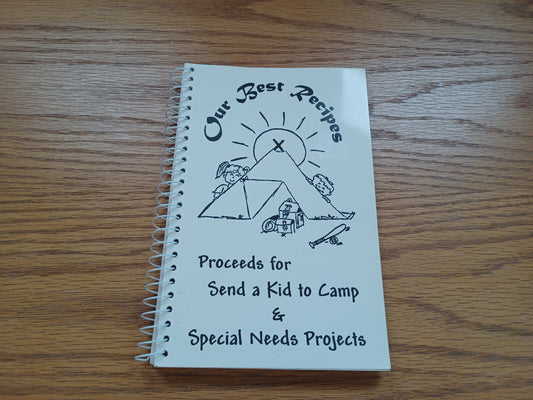 Our Best Recipes
Proceeds for
Send a Kid to Camp
&
Special Needs Projects